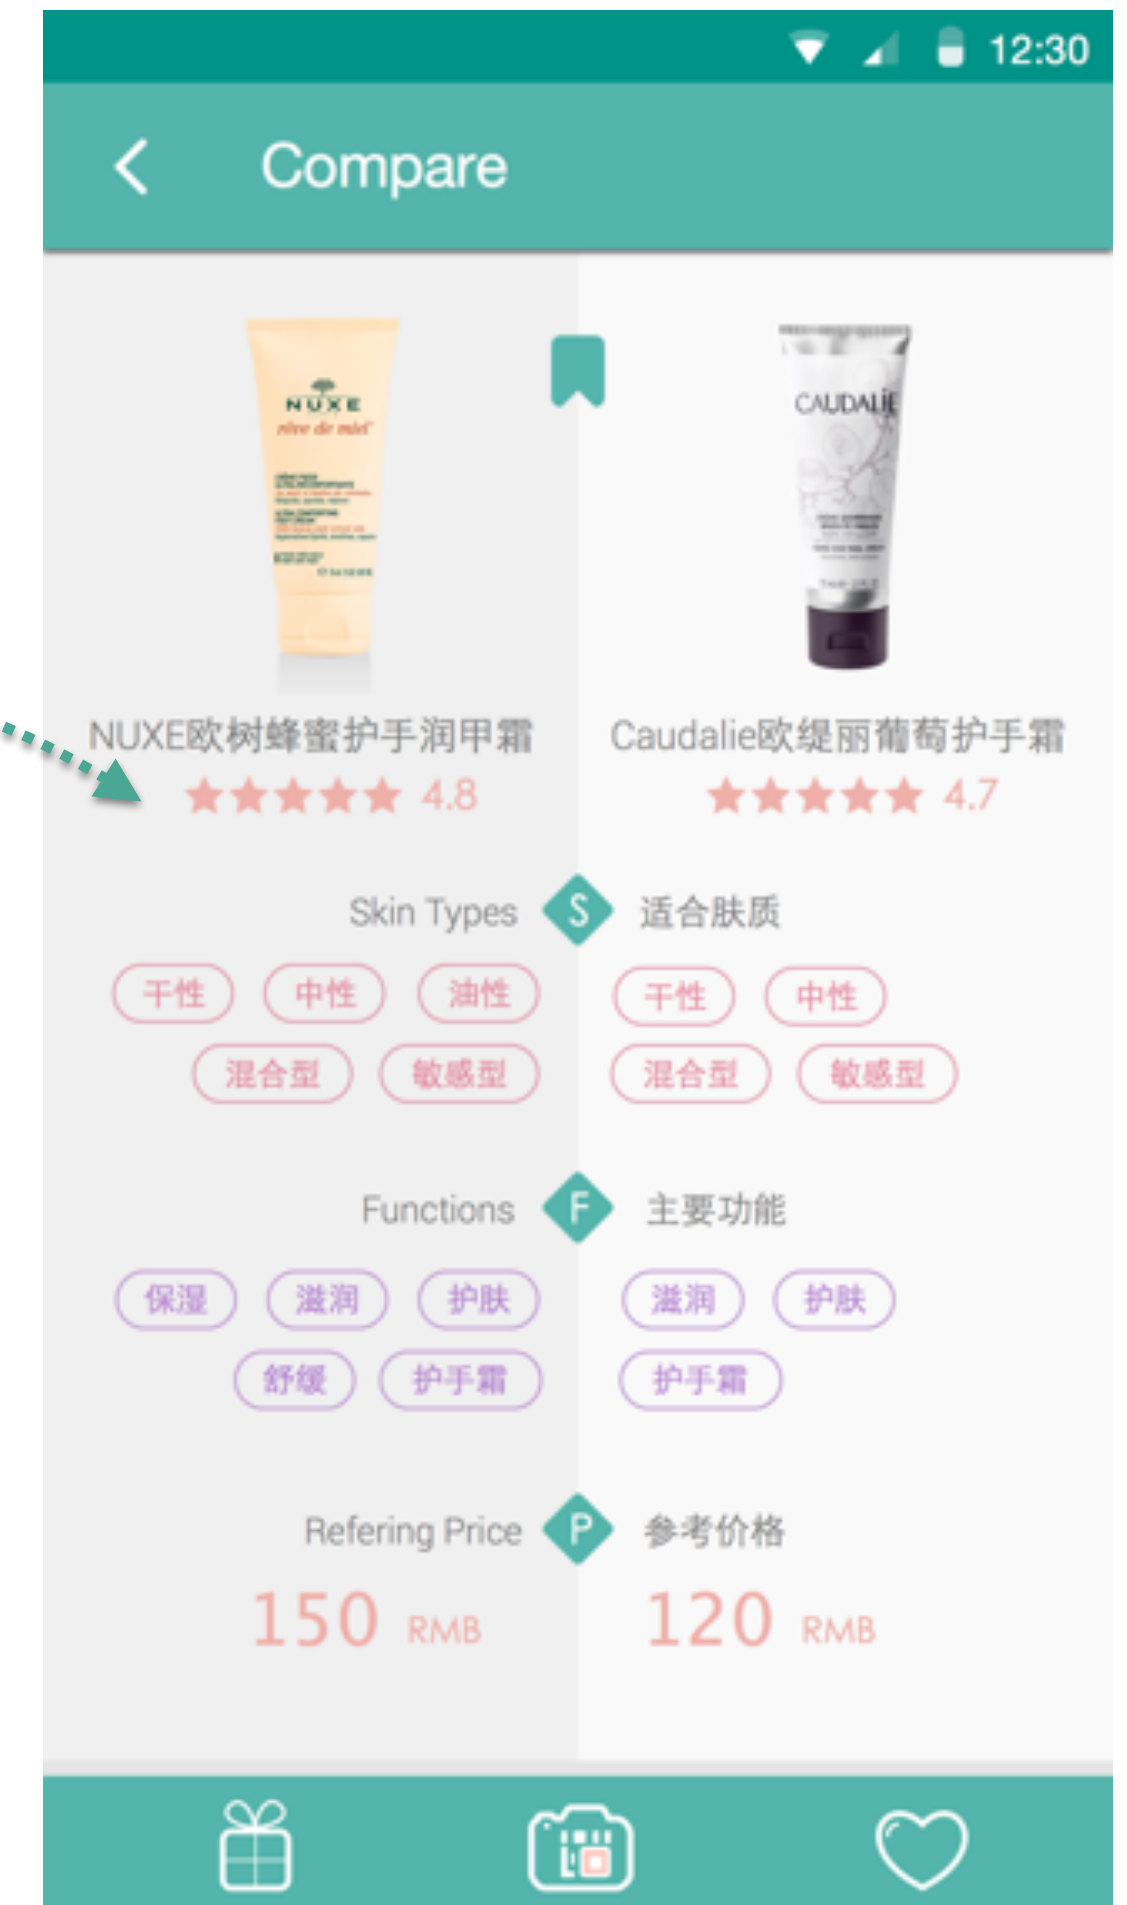 12:30
Compare
NUXE
rêve de miel
CAUDALIE
NUXE欧树蜂蜜护手润甲霜
Caudalie欧缇丽葡萄护手霜
4.8
4.7
Skin Types S 适合肤质
干性 中性 油性 干性 中性
混合型 敏感型 混合型 敏感型
Functions F 主要功能
保湿 滋润 护肤 滋润 护肤
舒缓 护手霜 护手霜
Refering Price P 参考价格
150 RMB 120 RMB